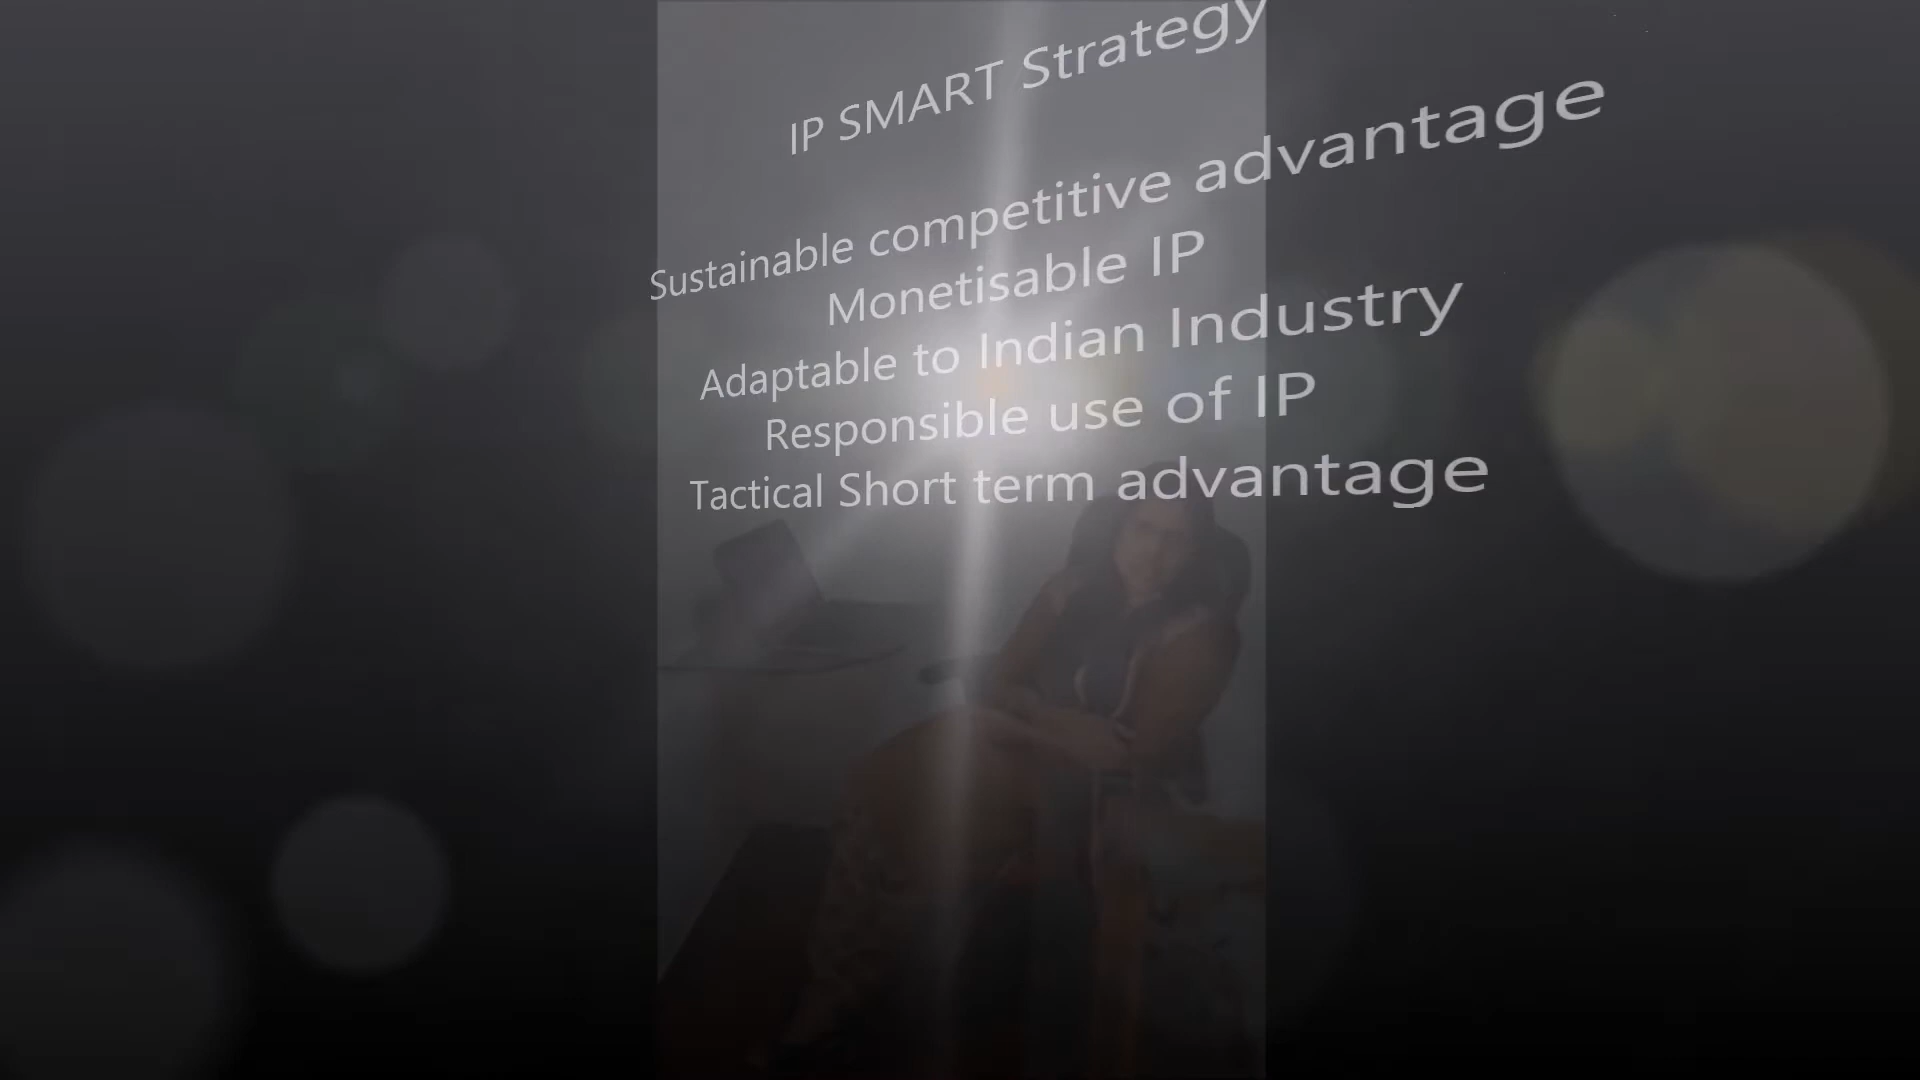 IP SMART Strategy
Sustainable competitive advantage
Monetisable IP
Adaptable to Indian Industry
Responsible use of IP
Tactical Short term advantage